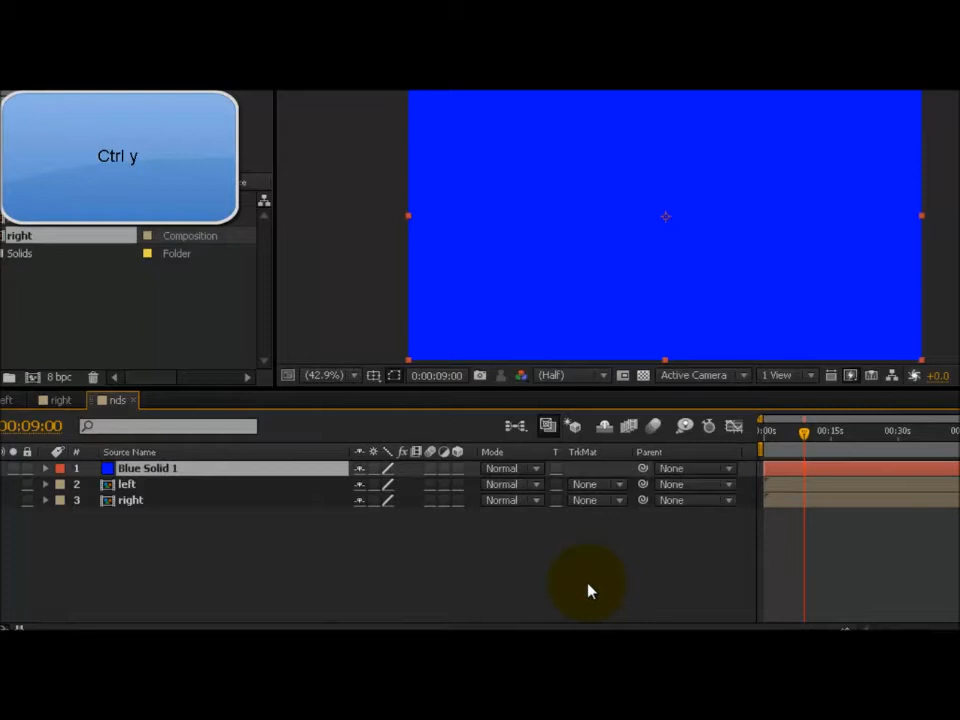 Ctrl y
right
Composition
Solids
Folder
8 bpc
(42.9%)
0:00:09:00
(Half)
Active Camera
1 View
+0.0
eft
right
nds
00:09:00
#
Source Name
fx
Mode
T
TrkMat
Parent
:00s
00:15s
00:30s
1
Blue Solid 1
Normal
None
2
left
Normal
None
None
3
right
Normal
None
None